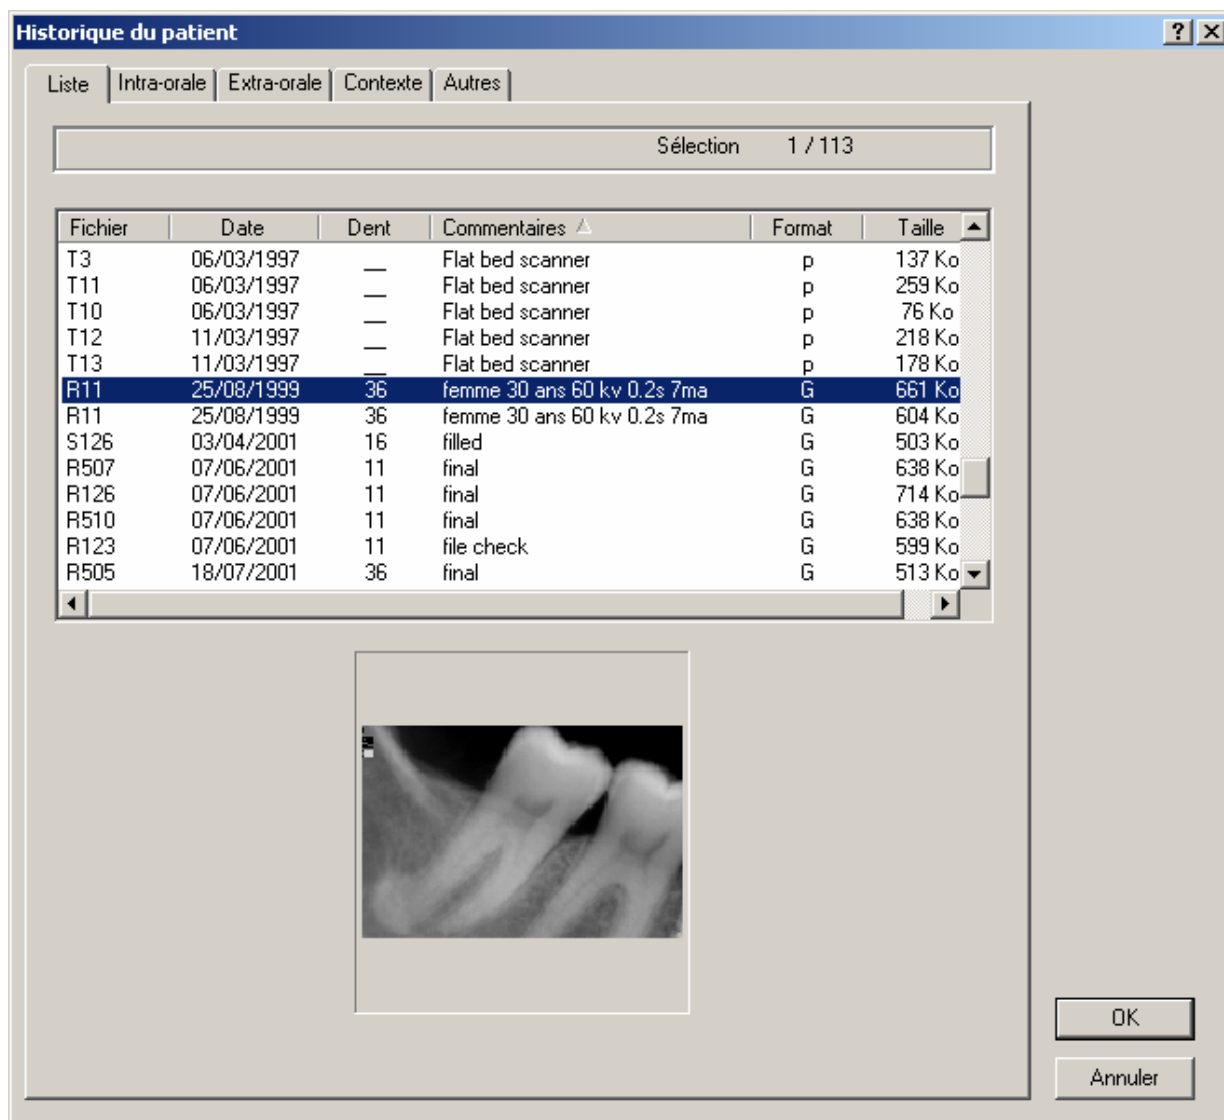 Historique du patient
Liste Intra-orale Extra-orale Contexte Autres
Sélection 1 / 113
Fichier Date Dent Commentaires Format Taille
T3 06/03/1997 __ Flat bed scanner p 137 Ko
T11 06/03/1997 __ Flat bed scanner p 259 Ko
T10 06/03/1997 __ Flat bed scanner p 76 Ko
T12 11/03/1997 __ Flat bed scanner p 218 Ko
T13 11/03/1997 __ Flat bed scanner p 178 Ko
R11 25/08/1999 36 femme 30 ans 60 kv 0.2s 7ma G 661 Ko
R11 25/08/1999 36 femme 30 ans 60 kv 0.2s 7ma G 604 Ko
S126 03/04/2001 16 filled G 503 Ko
R507 07/06/2001 11 final G 638 Ko
R126 07/06/2001 11 final G 714 Ko
R510 07/06/2001 11 final G 638 Ko
R123 07/06/2001 11 file check G 599 Ko
R505 18/07/2001 36 final G 513 Ko
OK
Annuler